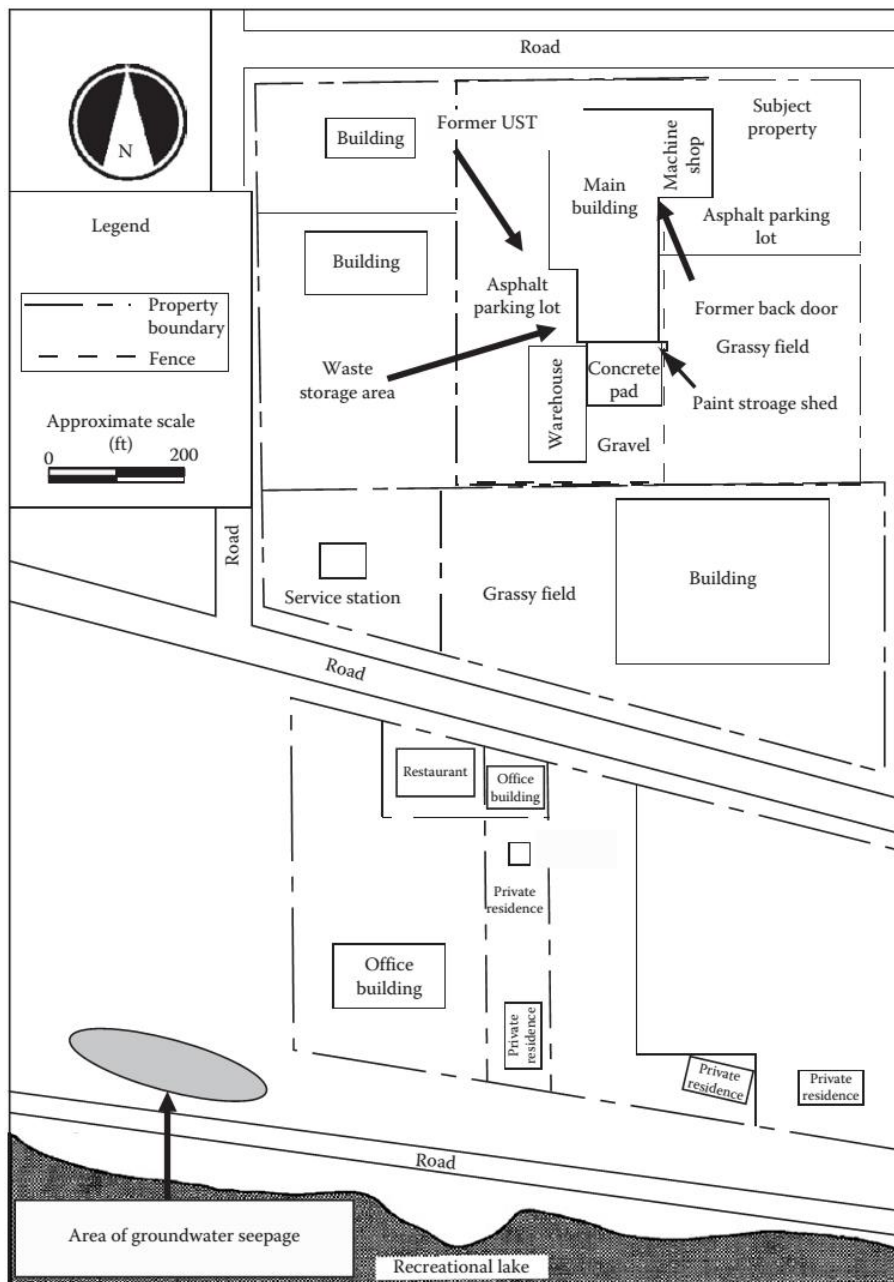 Road
N
Legend
Property
boundary
Fence
Approximate scale
(ft)
0
200
Building
Former UST
Machine
shop
Subject
property
Main
building
Asphalt parking
lot
Building
Asphalt
parking lot
Former back door
Waste
storage area
Warehouse
Concrete
pad
Grassy field
Paint stroage shed
Gravel
Road
Service station
Grassy field
Building
Road
Restaurant
Office
building
Private
residence
Office
building
Private
residence
Private
residence
Private
residence
Road
Area of groundwater seepage
Recreational lake